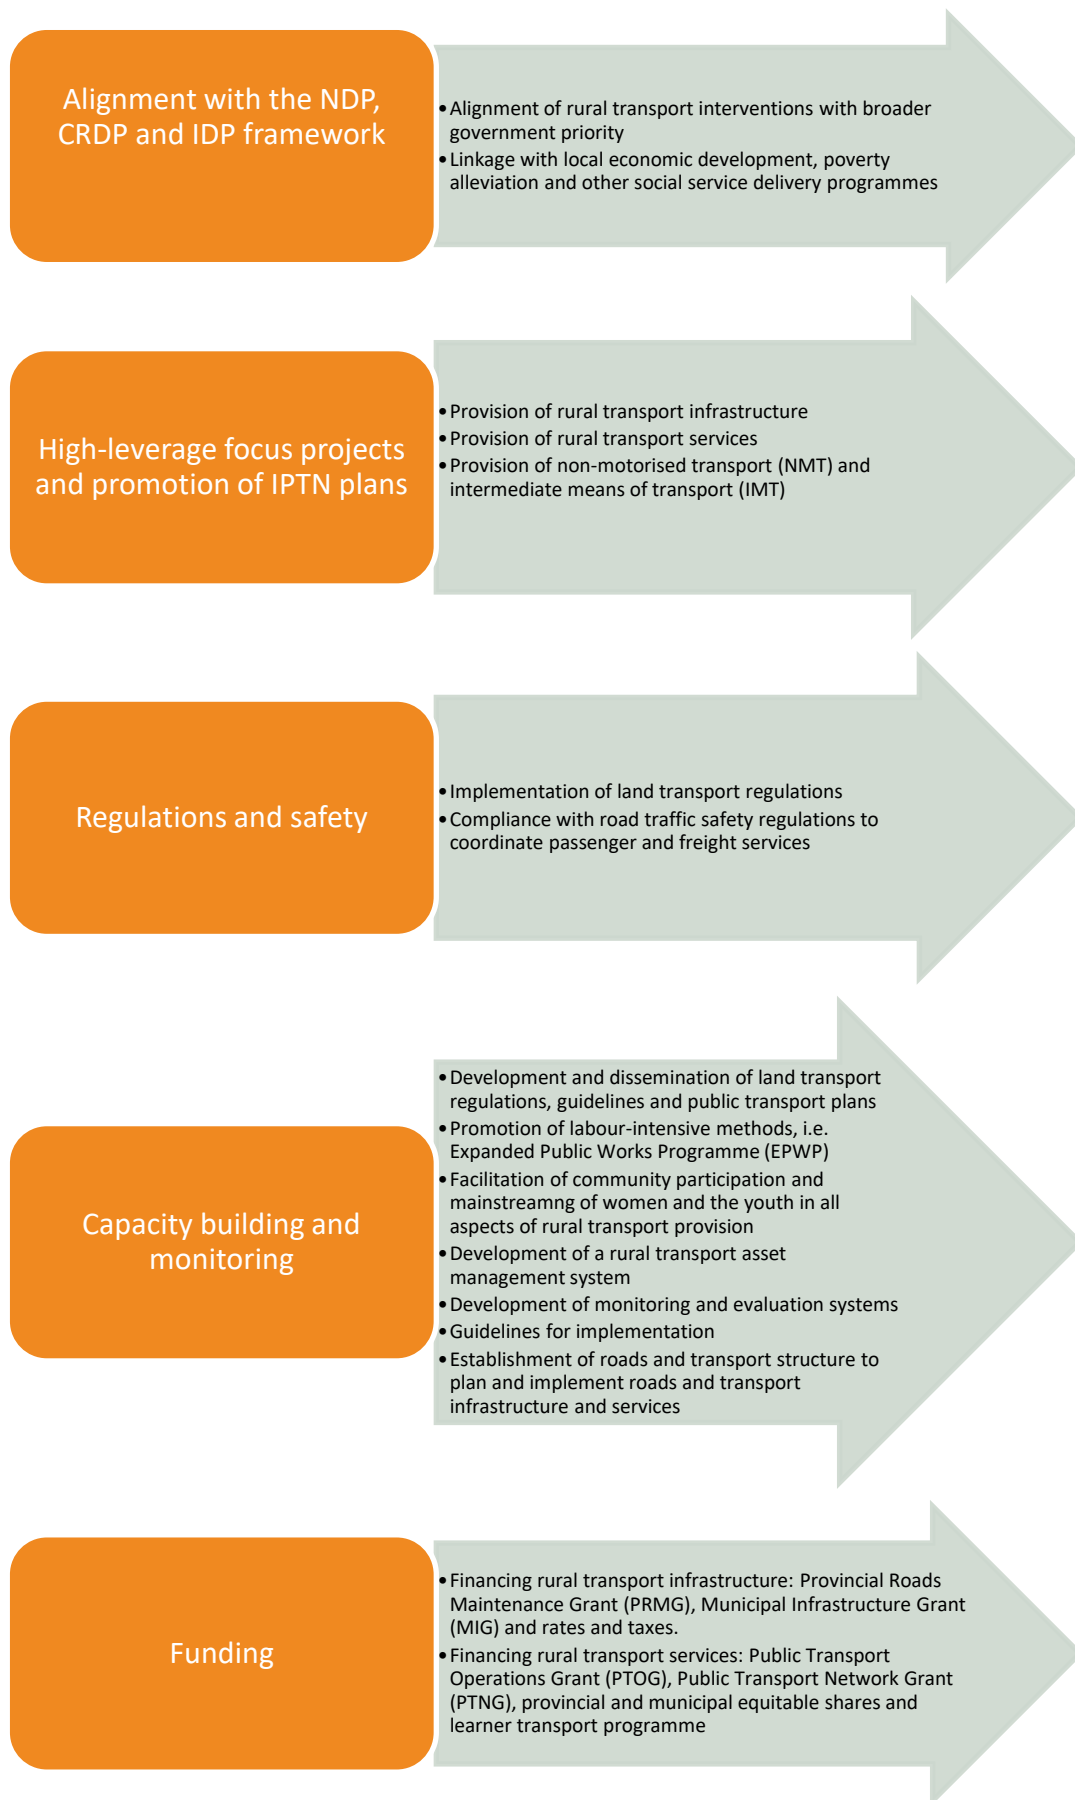 Alignment with the NDP,
CRDP and IDP framework
• Alignment of rural transport interventions with broader
government priority
• Linkage with local economic development, poverty
alleviation and other social service delivery programmes
High-leverage focus projects
and promotion of IPTN plans
• Provision of rural transport infrastructure
• Provision of rural transport services
• Provision of non-motorised transport (NMT) and
intermediate means of transport (IMT)
Regulations and safety
• Implementation of land transport regulations
• Compliance with road traffic safety regulations to
coordinate passenger and freight services
Capacity building and
monitoring
• Development and dissemination of land transport
regulations, guidelines and public transport plans
• Promotion of labour-intensive methods, i.e.
Expanded Public Works Programme (EPWP)
• Facilitation of community participation and
mainstreamng of women and the youth in all
aspects of rural transport provision
• Development of a rural transport asset
management system
• Development of monitoring and evaluation systems
• Guidelines for implementation
• Establishment of roads and transport structure to
plan and implement roads and transport
infrastructure and services
Funding
• Financing rural transport infrastructure: Provincial Roads
Maintenance Grant (PRMG), Municipal Infrastructure Grant
(MIG) and rates and taxes.
• Financing rural transport services: Public Transport
Operations Grant (PTOG), Public Transport Network Grant
(PTNG), provincial and municipal equitable shares and
learner transport programme